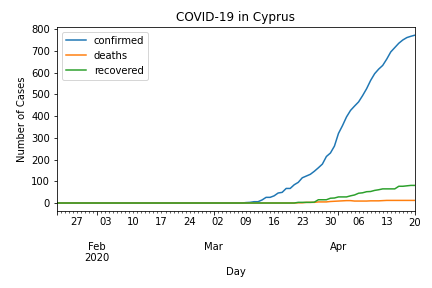 COVID-19 in Cyprus
800
700
600
500
400
300
200
100
0
Number of Cases
confirmed
deaths
recovered
27 03 10 17 24 02 09 16 23 30 06 13 20
Feb Mar Apr
2020
Day